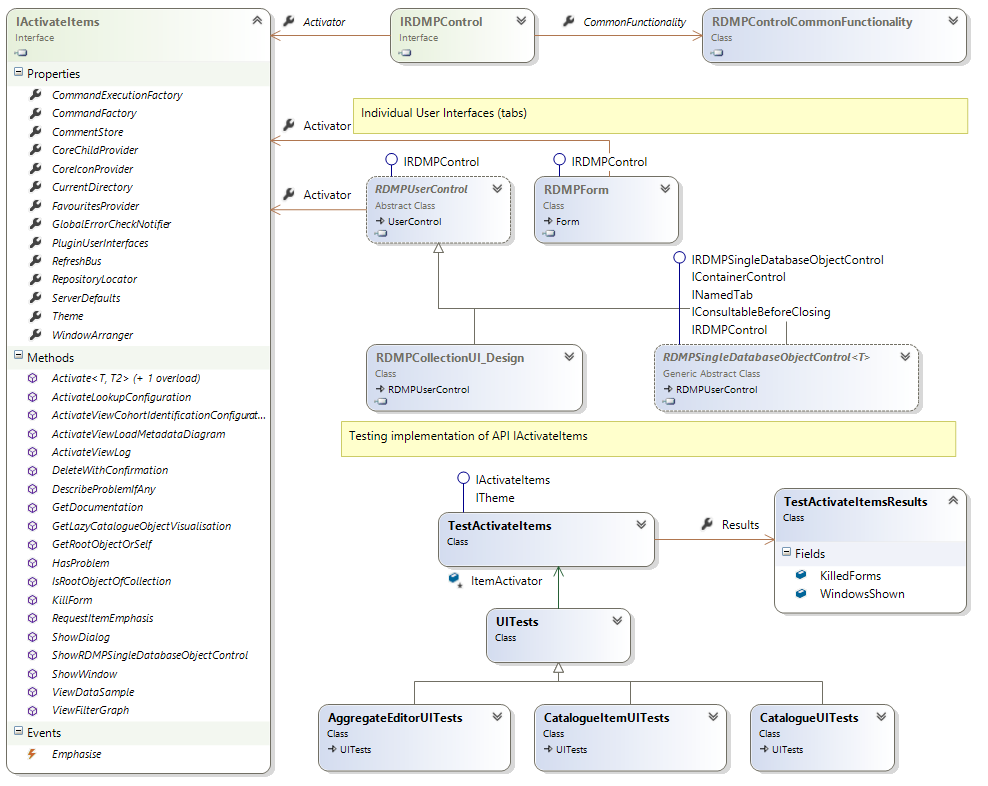 IActivateItems
Interface
Properties
CommandExecutionFactory
CommandFactory
CommentStore
CoreChildProvider
CoreIconProvider
CurrentDirectory
FavouritesProvider
GlobalErrorCheckNotifier
PluginUserInterfaces
RefreshBus
RepositoryLocator
ServerDefaults
Theme
WindowArranger
Methods
Activate<T, T2> (+ 1 overload)
ActivateLookupConfiguration
ActivateViewCohortIdentificationConfigurat...
ActivateViewLoadMetadataDiagram
ActivateViewLog
DeleteWithConfirmation
DescribeProblemIfAny
GetDocumentation
GetLazyCatalogueObjectVisualisation
GetRootObjectOrSelf
HasProblem
IsRootObjectOfCollection
KillForm
RequestItemEmphasis
ShowDialog
ShowRDMPSingleDatabaseObjectControl
ShowWindow
ViewDataSample
ViewFilterGraph
Events
Emphasise
Activator
IRDMPControl
Interface
CommonFunctionality
RDMPControlCommonFunctionality
Class
Individual User Interfaces (tabs)
Activator
IRDMPControl
RDMPUserControl
Abstract Class
UserControl
Activator
IRDMPControl
RDMPForm
Class
Form
IRDMPSingleDatabaseObjectControl
IContainerControl
INamedTab
IConsultableBeforeClosing
IRDMPControl
RDMPCollectionUI_Design
Class
RDMPUserControl
RDMPSingleDatabaseObjectControl<T>
Generic Abstract Class
RDMPUserControl
Testing implementation of API IActivateItems
IActivateItems
ITheme
TestActivateItems
Class
Results
TestActivateItemsResults
Class
Fields
KilledForms
WindowsShown
ItemActivator
UITests
Class
AggregateEditorUITests
Class
UITests
CatalogueItemUITests
Class
UITests
CatalogueUITests
Class
UITests